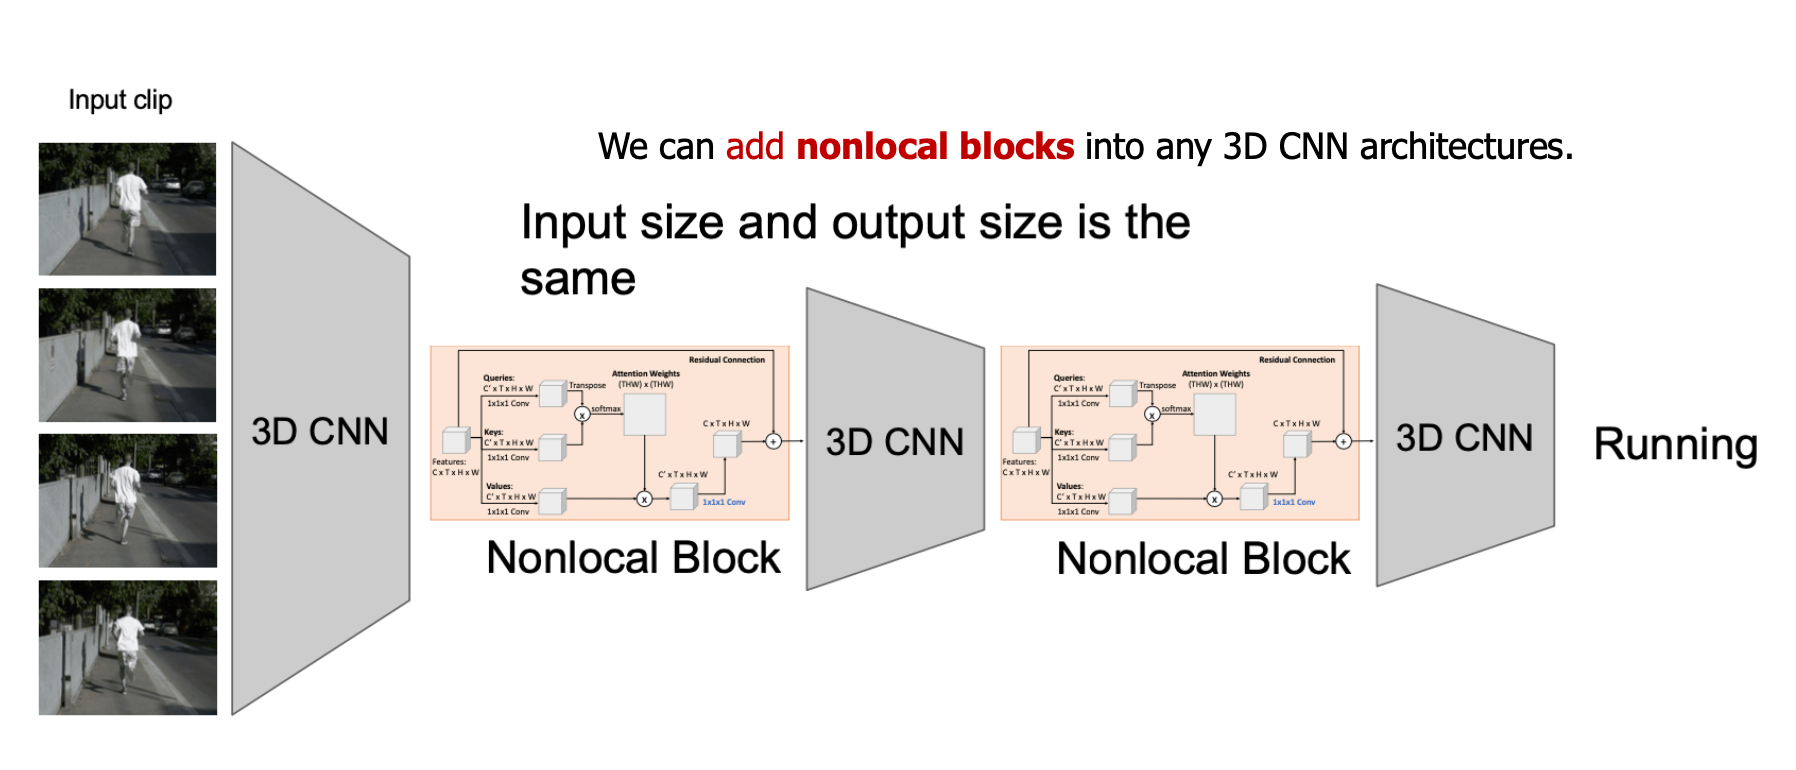 Input clip
We can add nonlocal blocks into any 3D CNN architectures.
Input size and output size is the
same
3D CNN
Residual Connection
Queries:
C' x T x H x W
1x1x1 Conv
Transpose
Attention Weights
(THW) x (THW)
x
softmax
Keys:
C' x T x H x W
1x1x1 Conv
Features:
C x T x H x W
Values:
C' x T x H x W
1x1x1 Conv
x
C' x T x H x W
1x1x1 Conv
C x T x H x W
+
Nonlocal Block
3D CNN
Residual Connection
Queries:
C' x T x H x W
1x1x1 Conv
Transpose
Attention Weights
(THW) x (THW)
x
softmax
Keys:
C' x T x H x W
1x1x1 Conv
Features:
C x T x H x W
Values:
C' x T x H x W
1x1x1 Conv
x
C' x T x H x W
1x1x1 Conv
C x T x H x W
+
Nonlocal Block
3D CNN
Running